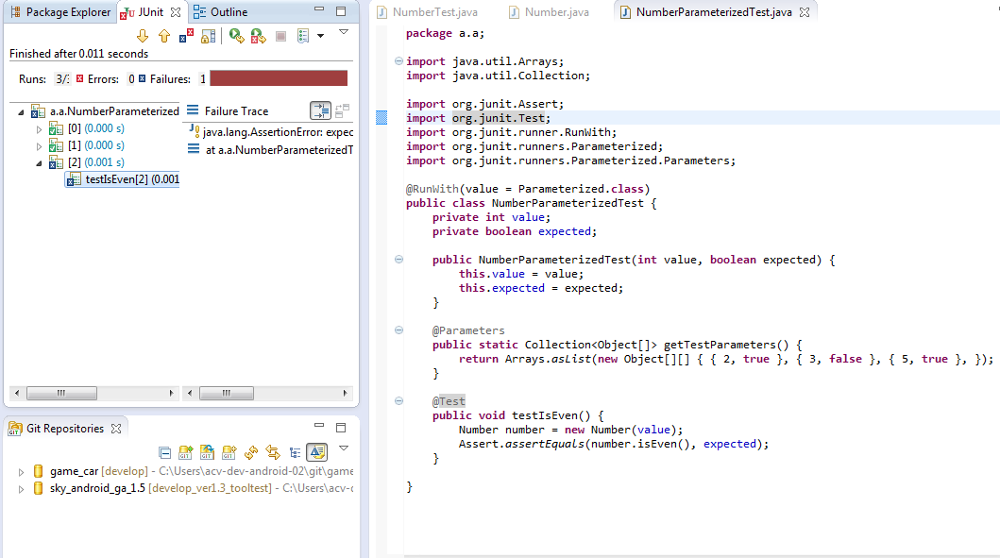 Package Explorer
JUnit
Outline
Finished after 0.011 seconds
Runs: 3/3
Errors: 0
Failures: 1
a.a.NumberParameterized
[0] (0.000 s)
[1] (0.000 s)
[2] (0.001 s)
testIsEven[2] (0.001
Failure Trace
java.lang.AssertionError: expec
at a.a.NumberParameterizedT
Git Repositories
game_car [develop] - C:\Users\acv-dev-android-02\git\game
sky_android_ga_1.5 [develop_ver1.3_tooltest] - C:\Users\acv-c
NumberTest.java
Number.java
NumberParameterizedTest.java
package a.a;
import java.util.Arrays;
import java.util.Collection;
import org.junit.Assert;
import org.junit.Test;
import org.junit.runner.RunWith;
import org.junit.runners.Parameterized;
import org.junit.runners.Parameterized.Parameters;
@RunWith(value = Parameterized.class)
public class NumberParameterizedTest {
private int value;
private boolean expected;
public NumberParameterizedTest(int value, boolean expected) {
this.value = value;
this.expected = expected;
}
@Parameters
public static Collection<Object[]> getTestParameters() {
return Arrays.asList(new Object[][] { { 2, true }, { 3, false }, { 5, true }, });
}
@Test
public void testIsEven() {
Number number = new Number(value);
Assert.assertEquals(number.isEven(), expected);
}
}